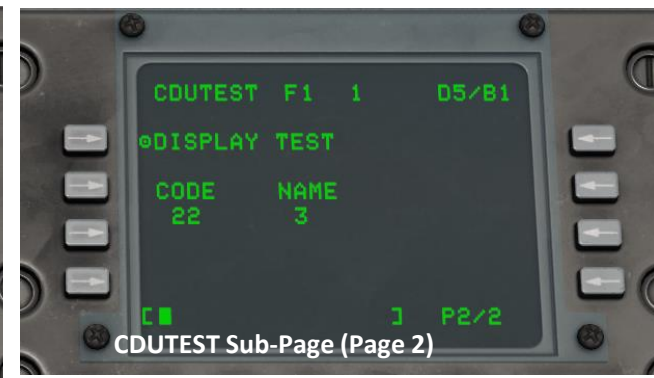 CDUTEST F1 1 D5/B1
⊙DISPLAY TEST
CODE NAME
22 3
[█ ] P2/2
CDUTEST Sub-Page (Page 2)